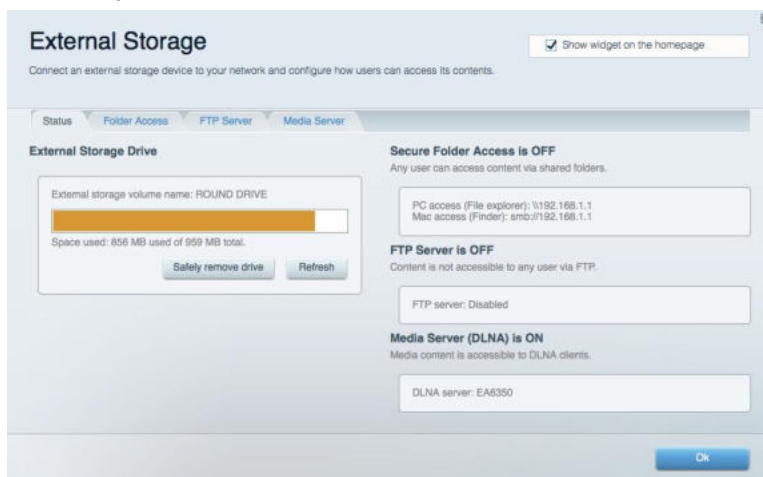 External Storage
Show widget on the homepage
Connect an external storage device to your network and configure how users can access its contents.
Status
Folder Access
FTP Server
Media Server
External Storage Drive
External storage volume name: ROUND DRIVE
Space used: 856 MB used of 959 MB total.
Safely remove drive
Refresh
Secure Folder Access is OFF
Any user can access content via shared folders.
PC access (File explorer): \\192.168.1.1
Mac access (Finder): smb://192.168.1.1
FTP Server is OFF
Content is not accessible to any user via FTP.
FTP server: Disabled
Media Server (DLNA) is ON
Media content is accessible to DLNA clients.
DLNA server: EA6350
Ok